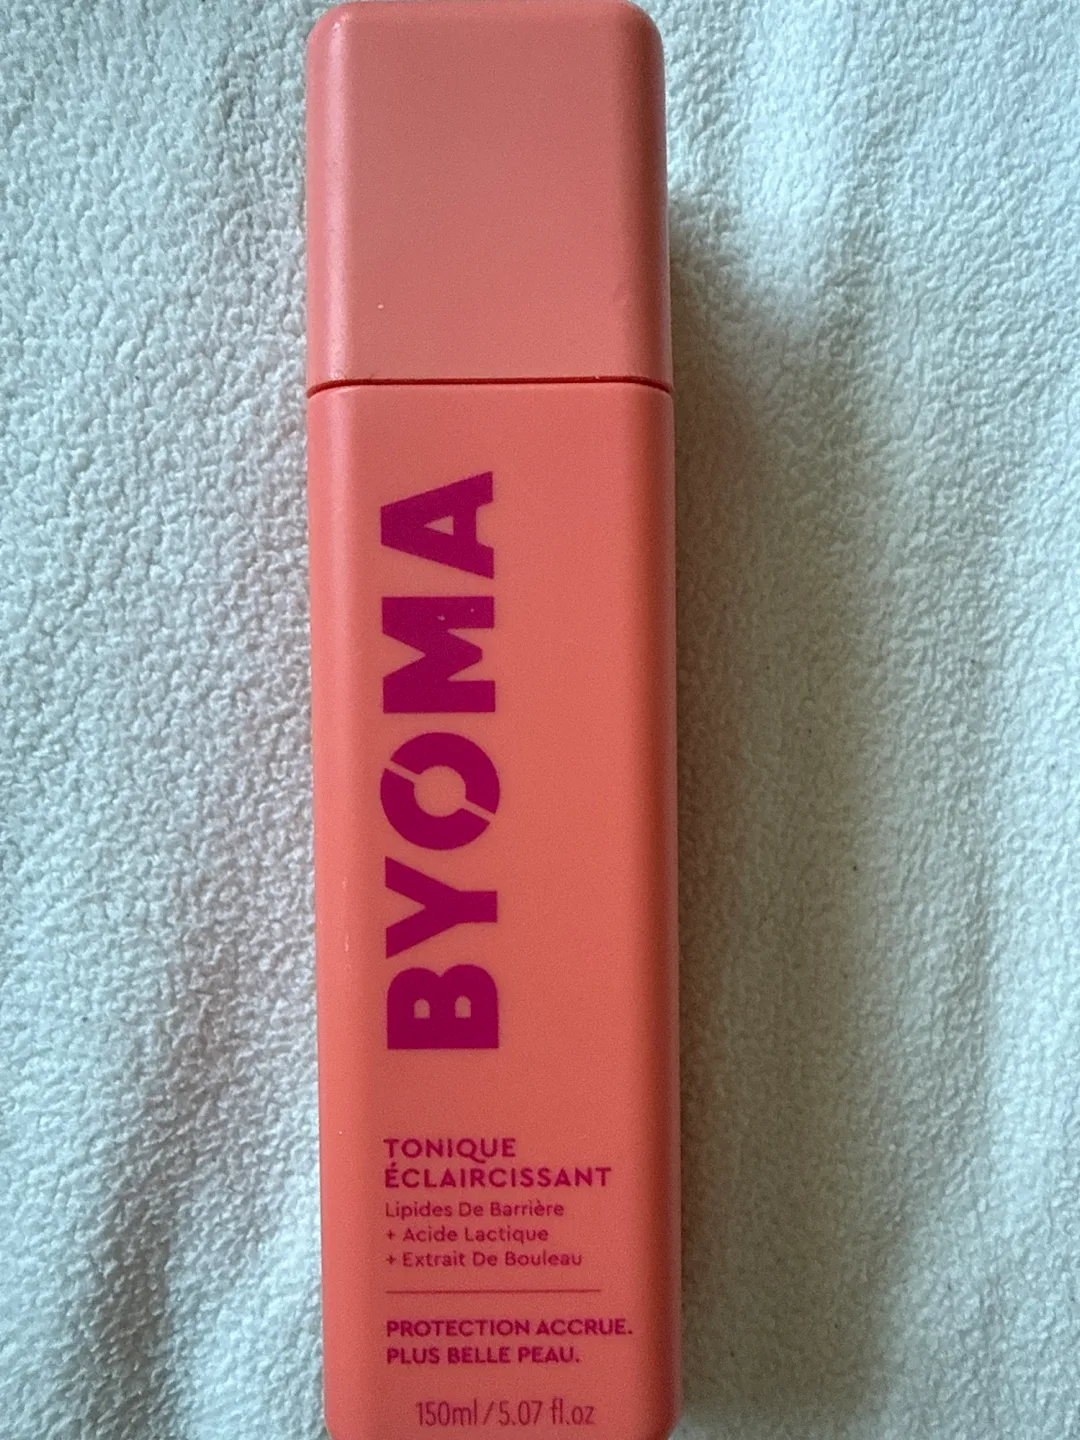 BYOMA
TONIQUE
ÉCLAIRCISSANT
Lipides De Barrière
+ Acide Lactique
+ Extrait De Bouleau
PROTECTION ACCRUE.
PLUS BELLE PEAU.
150ml / 5.07 fl.oz